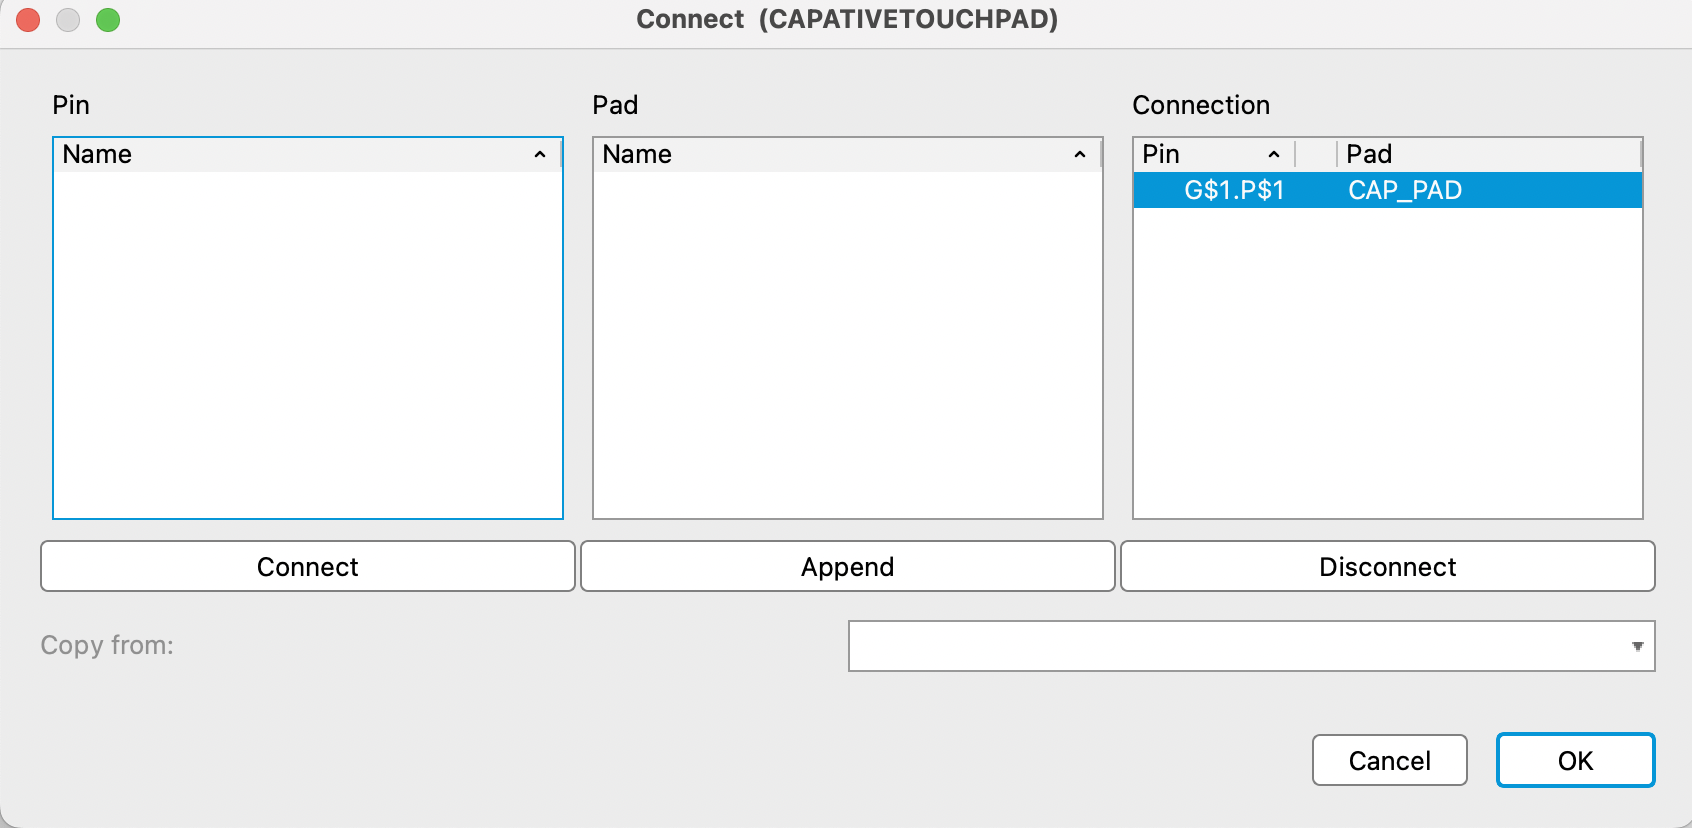 Connect (CAPATIVETOUCHPAD)
Pin
Pad
Connection
Name
Name
Pin Pad
G$1.P$1 CAP_PAD
Connect
Append
Disconnect
Copy from:
Cancel
OK